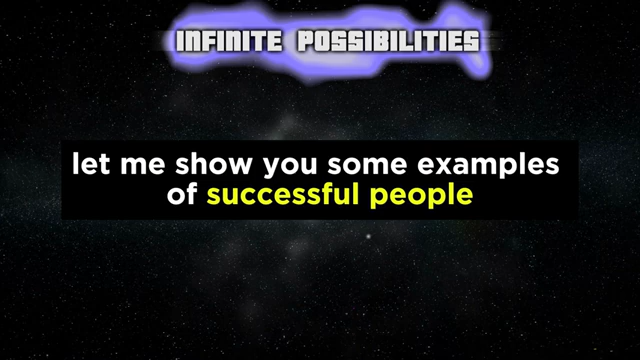 INFINITE POSSIBILITIES
let me show you some examples
of successful people